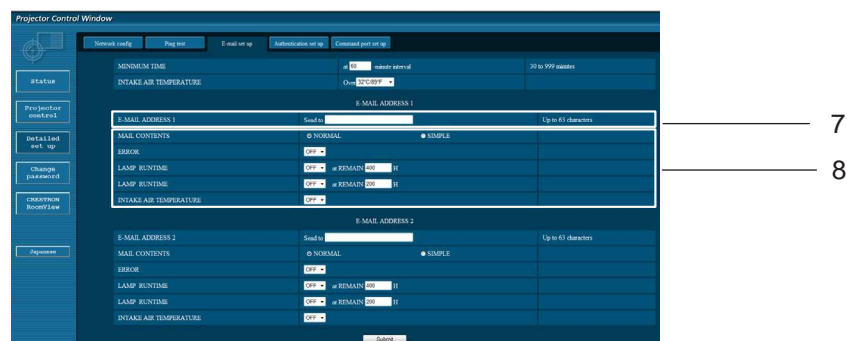 Projector Control Window
Network config Ping test E-mail set up Authentication set up Command port set up
MINIMUM TIME at 60 minute interval 30 to 999 minutes
INTAKE AIR TEMPERATURE Over 32°C/89°F
Status
E-MAIL ADDRESS 1
Projector control
E-MAIL ADDRESS 1 Send to Up to 63 characters 7
MAIL CONTENTS NORMAL SIMPLE
Detailed set up
ERROR OFF
LAMP RUNTIME OFF at REMAIN 400 H 8
Change password
LAMP RUNTIME OFF at REMAIN 200 H
INTAKE AIR TEMPERATURE OFF
CRESTRON RoomView
E-MAIL ADDRESS 2
E-MAIL ADDRESS 2 Send to Up to 63 characters
Japanese
MAIL CONTENTS NORMAL SIMPLE
ERROR OFF
LAMP RUNTIME OFF at REMAIN 400 H
LAMP RUNTIME OFF at REMAIN 200 H
INTAKE AIR TEMPERATURE OFF
Submit